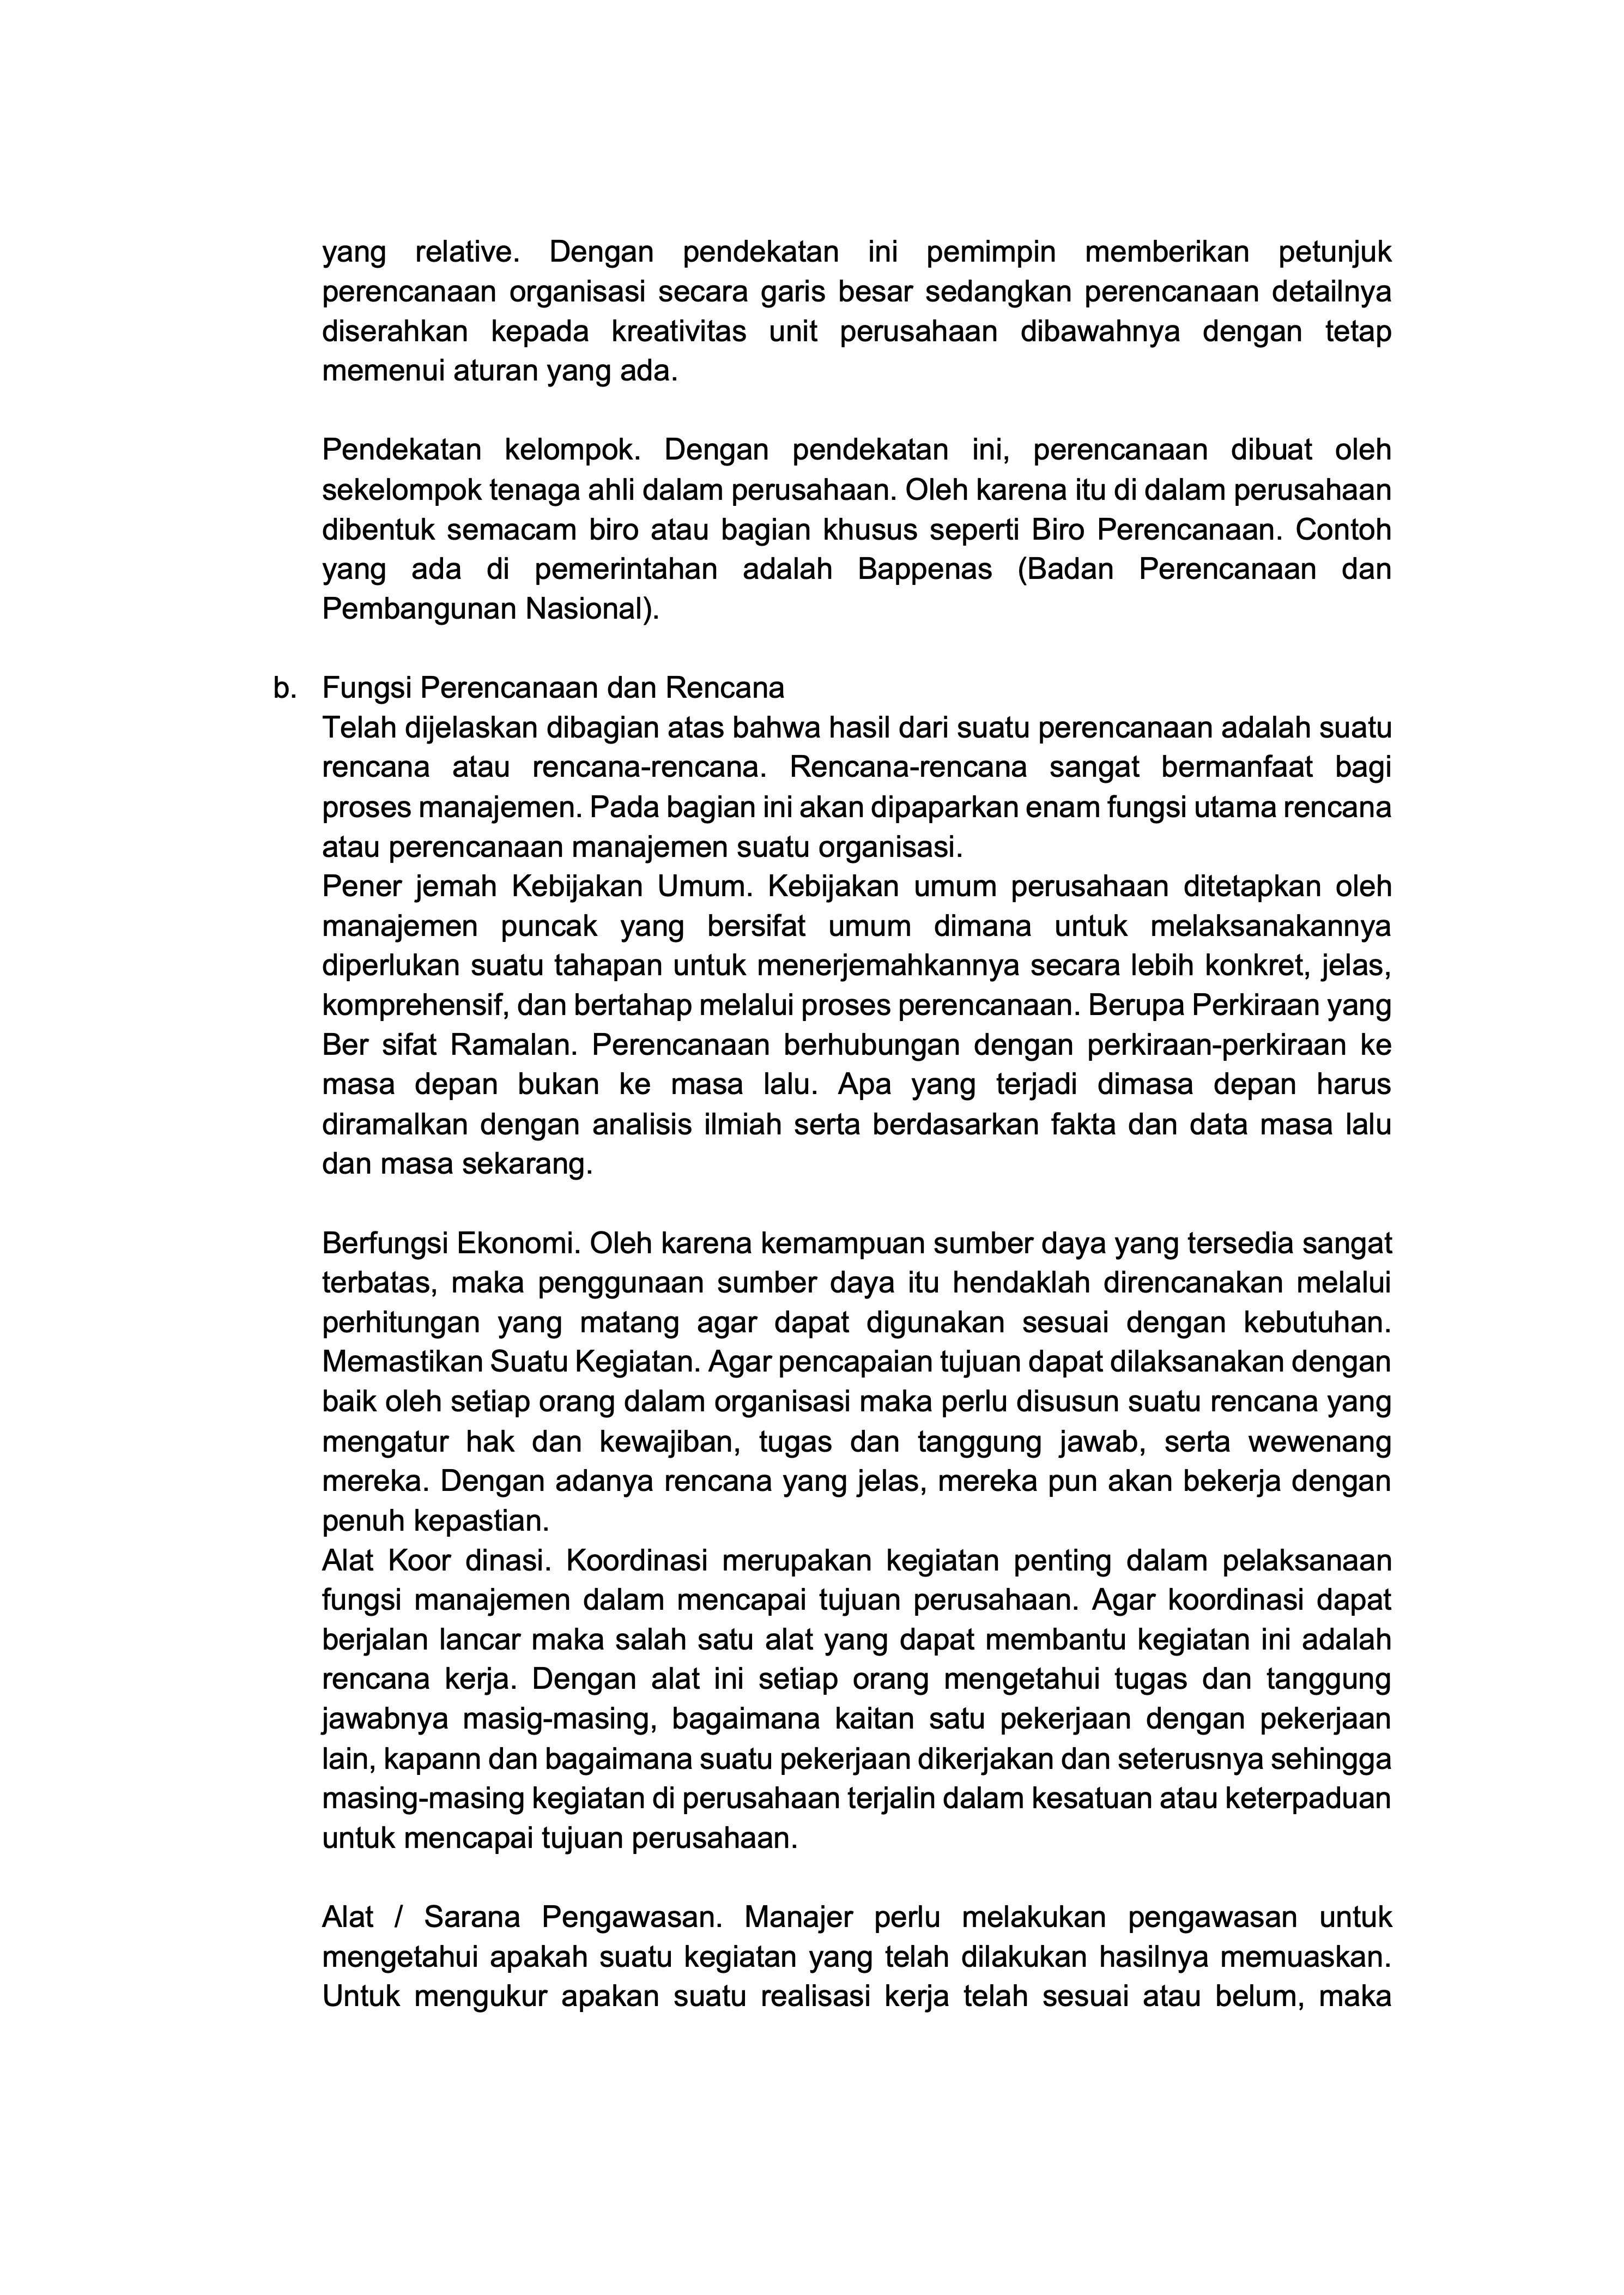 yang relative. Dengan pendekatan ini pemimpin memberikan petunjuk
perencanaan organisasi secara garis besar sedangkan perencanaan detailnya
diserahkan kepada kreativitas unit perusahaan dibawahnya dengan tetap
memenui aturan yang ada.
Pendekatan kelompok. Dengan pendekatan ini, perencanaan dibuat oleh
sekelompok tenaga ahli dalam perusahaan. Oleh karena itu di dalam perusahaan
dibentuk semacam biro atau bagian khusus seperti Biro Perencanaan. Contoh
yang ada di pemerintahan adalah Bappenas (Badan Perencanaan dan
Pembangunan Nasional).
b. Fungsi Perencanaan dan Rencana
Telah dijelaskan dibagian atas bahwa hasil dari suatu perencanaan adalah suatu
rencana atau rencana-rencana. Rencana-rencana sangat bermanfaat bagi
proses manajemen. Pada bagian ini akan dipaparkan enam fungsi utama rencana
atau perencanaan manajemen suatu organisasi.
Pener jemah Kebijakan Umum. Kebijakan umum perusahaan ditetapkan oleh
manajemen puncak yang bersifat umum dimana untuk melaksanakannya
diperlukan suatu tahapan untuk menerjemahkannya secara lebih konkret, jelas,
komprehensif, dan bertahap melalui proses perencanaan. Berupa Perkiraan yang
Ber sifat Ramalan. Perencanaan berhubungan dengan perkiraan-perkiraan ke
masa depan bukan ke masa lalu. Apa yang terjadi dimasa depan harus
diramalkan dengan analisis ilmiah serta berdasarkan fakta dan data masa lalu
dan masa sekarang.
Berfungsi Ekonomi. Oleh karena kemampuan sumber daya yang tersedia sangat
terbatas, maka penggunaan sumber daya itu hendaklah direncanakan melalui
perhitungan yang matang agar dapat digunakan sesuai dengan kebutuhan.
Memastikan Suatu Kegiatan. Agar pencapaian tujuan dapat dilaksanakan dengan
baik oleh setiap orang dalam organisasi maka perlu disusun suatu rencana yang
mengatur hak dan kewajiban, tugas dan tanggung jawab, serta wewenang
mereka. Dengan adanya rencana yang jelas, mereka pun akan bekerja dengan
penuh kepastian.
Alat Koor dinasi. Koordinasi merupakan kegiatan penting dalam pelaksanaan
fungsi manajemen dalam mencapai tujuan perusahaan. Agar koordinasi dapat
berjalan lancar maka salah satu alat yang dapat membantu kegiatan ini adalah
rencana kerja. Dengan alat ini setiap orang mengetahui tugas dan tanggung
jawabnya masig-masing, bagaimana kaitan satu pekerjaan dengan pekerjaan
lain, kapann dan bagaimana suatu pekerjaan dikerjakan dan seterusnya sehingga
masing-masing kegiatan di perusahaan terjalin dalam kesatuan atau keterpaduan
untuk mencapai tujuan perusahaan.
Alat / Sarana Pengawasan. Manajer perlu melakukan pengawasan untuk
mengetahui apakah suatu kegiatan yang telah dilakukan hasilnya memuaskan.
Untuk mengukur apakan suatu realisasi kerja telah sesuai atau belum, maka